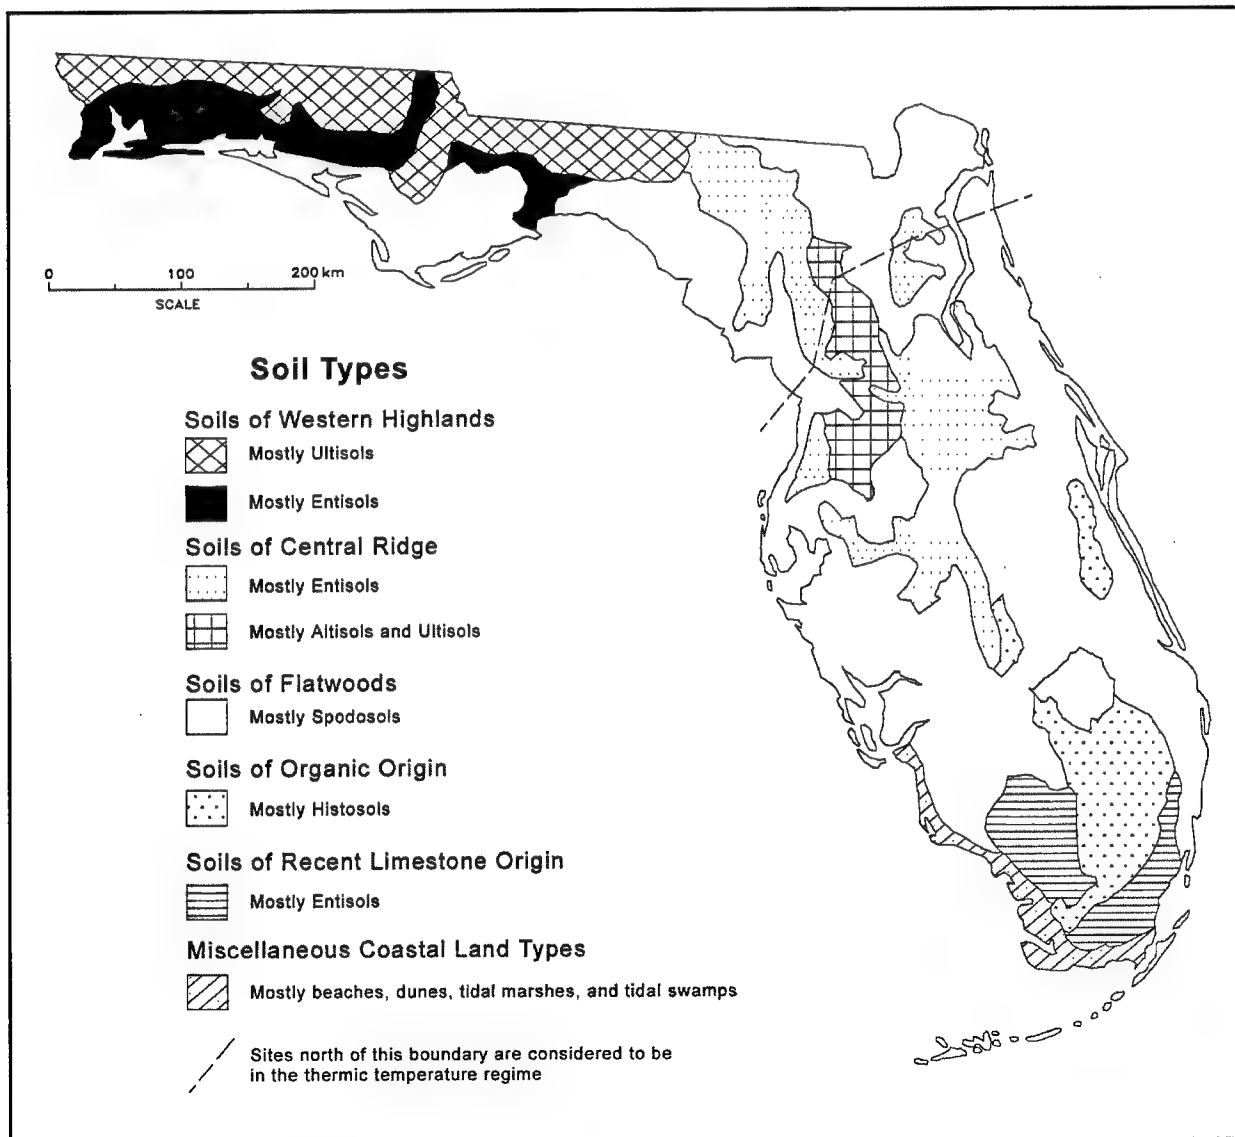 0 100 200 km
SCALE
Soil Types
Soils of Western Highlands
Mostly Ultisols
Mostly Entisols
Soils of Central Ridge
Mostly Entisols
Mostly Altisols and Ultisols
Soils of Flatwoods
Mostly Spodosols
Soils of Organic Origin
Mostly Histosols
Soils of Recent Limestone Origin
Mostly Entisols
Miscellaneous Coastal Land Types
Mostly beaches, dunes, tidal marshes, and tidal swamps
Sites north of this boundary are considered to be
in the thermic temperature regime